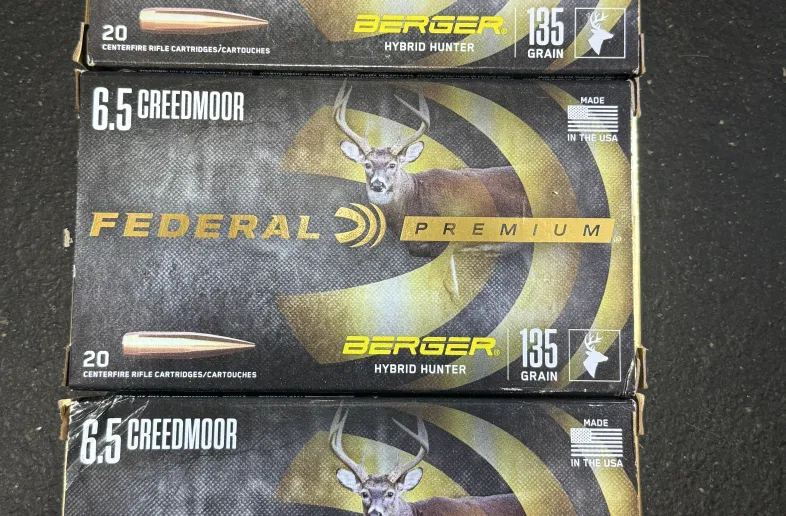 20
CENTERFIRE RIFLE CARTRIDGES/CARTOUCHES
BERGER®
HYBRID HUNTER
135
GRAIN
6.5 CREEDMOOR
MADE
IN THE USA
FEDERAL PREMIUM
20
CENTERFIRE RIFLE CARTRIDGES/CARTOUCHES
BERGER®
HYBRID HUNTER
135
GRAIN
6.5 CREEDMOOR
MADE
IN THE USA